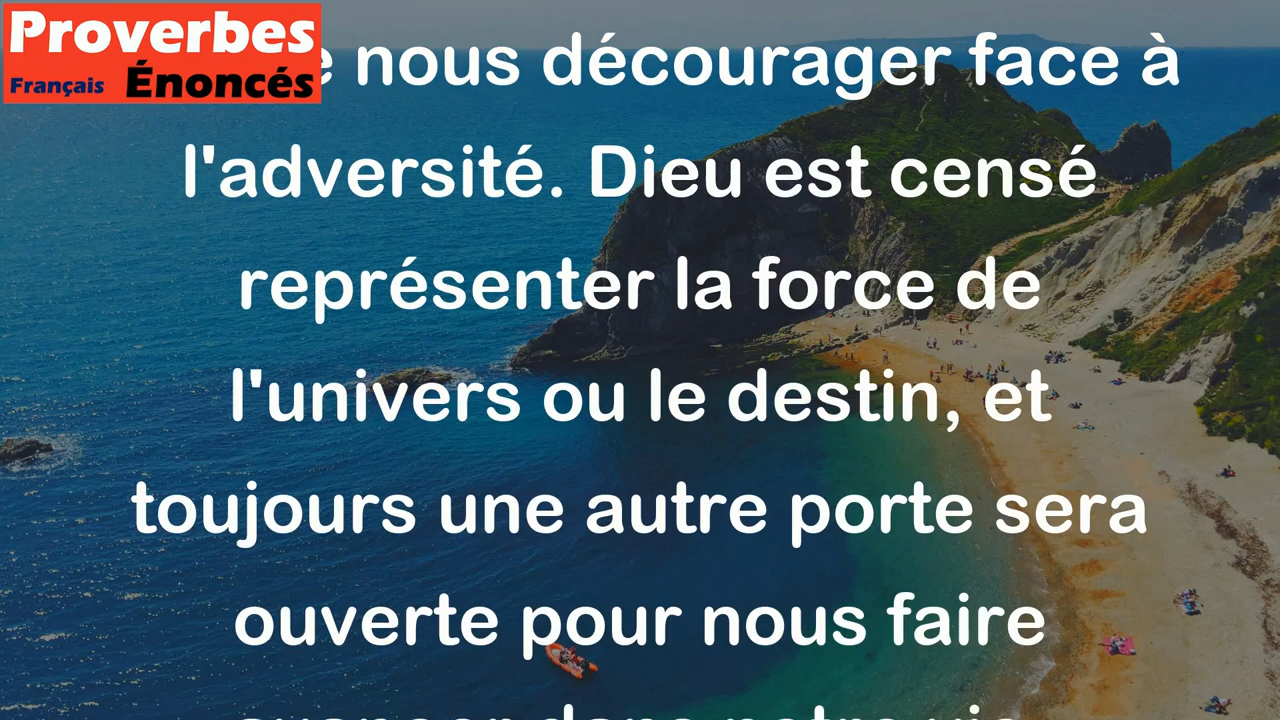 Proverbes
Français Énoncés
nous décourager face à
l'adversité. Dieu est censé
représenter la force de
l'univers ou le destin, et
toujours une autre porte sera
ouverte pour nous faire